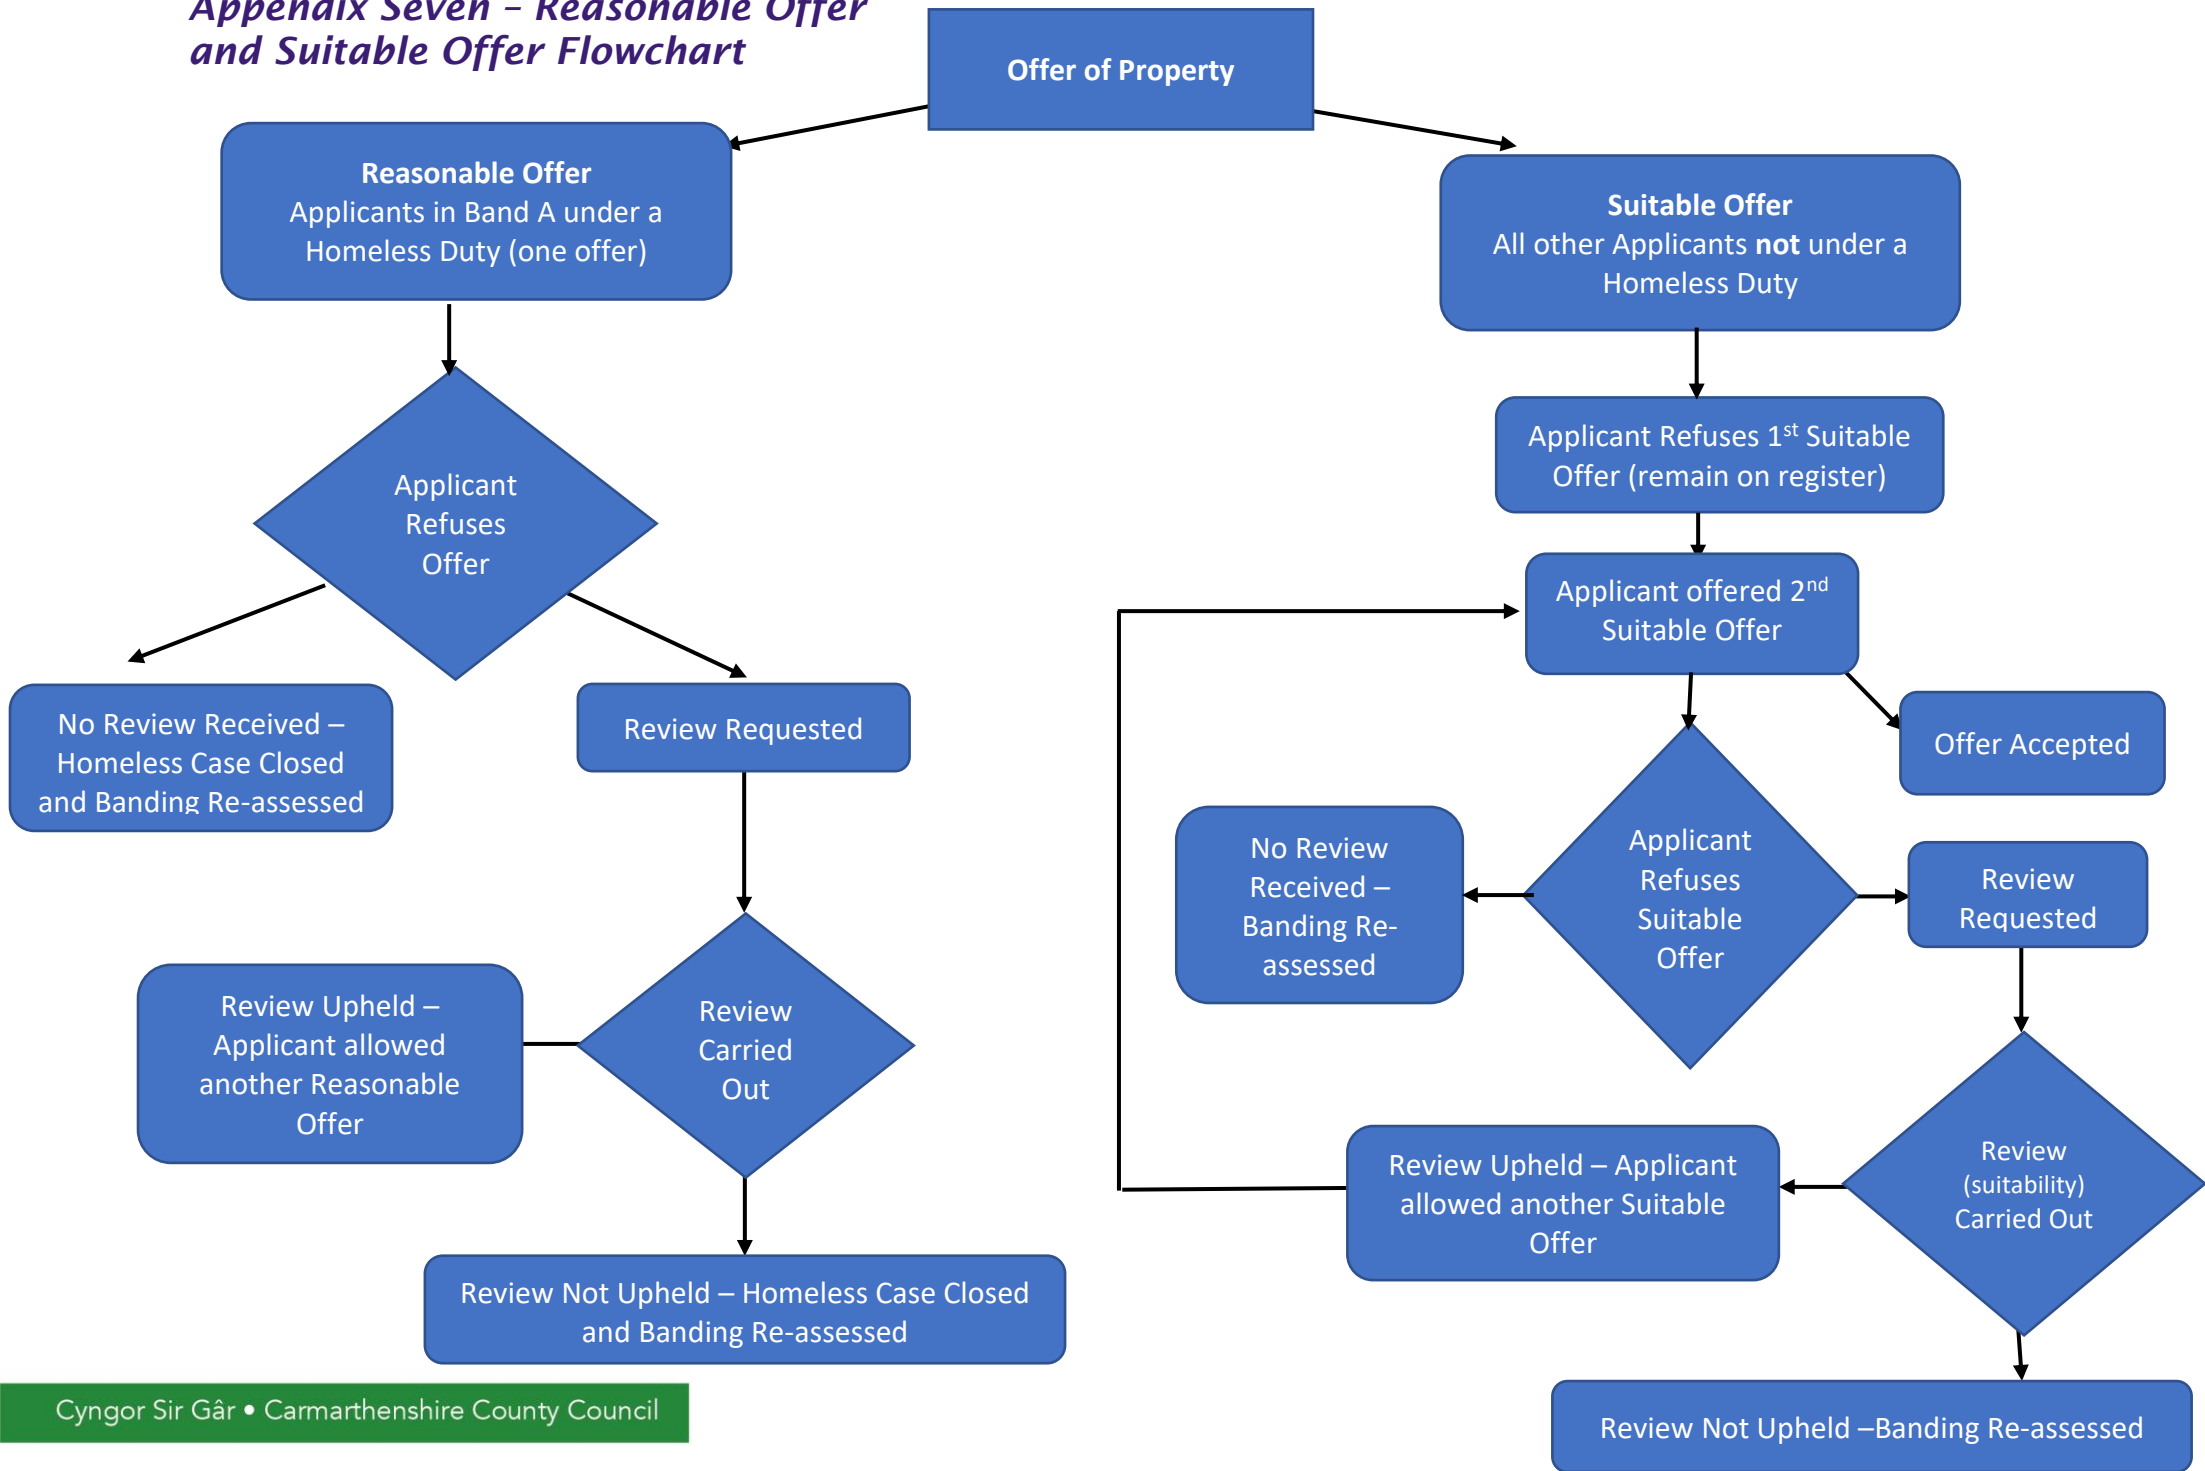 Appendix Seven – Reasonable Offer
and Suitable Offer Flowchart
Offer of Property
Reasonable Offer
Applicants in Band A under a
Homeless Duty (one offer)
Applicant
Refuses
Offer
No Review Received –
Homeless Case Closed
and Banding Re-assessed
Review Requested
Review
Carried
Out
Review Upheld –
Applicant allowed
another Reasonable
Offer
Review Not Upheld – Homeless Case Closed
and Banding Re-assessed
Suitable Offer
All other Applicants not under a
Homeless Duty
Applicant Refuses 1st Suitable
Offer (remain on register)
Applicant offered 2nd
Suitable Offer
Offer Accepted
Applicant
Refuses
Suitable
Offer
No Review
Received –
Banding Re-
assessed
Review
Requested
Review
(suitability)
Carried Out
Review Upheld – Applicant
allowed another Suitable
Offer
Review Not Upheld –Banding Re-assessed
Cyngor Sir Gâr • Carmarthenshire County Council